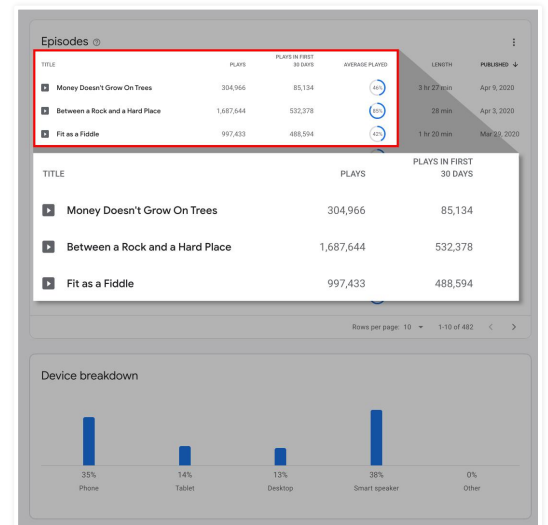 Episodes
TITLE PLAYS PLAYS IN FIRST 30 DAYS AVERAGE PLAYED LENGTH PUBLISHED
Money Doesn't Grow On Trees 304,966 85,134 46% 3 hr 27 min Apr 9, 2020
Between a Rock and a Hard Place 1,687,644 532,378 85% 28 min Apr 3, 2020
Fit as a Fiddle 997,433 488,594 42% 1 hr 20 min Mar 29, 2020
TITLE PLAYS PLAYS IN FIRST 30 DAYS
Money Doesn't Grow On Trees 304,966 85,134
Between a Rock and a Hard Place 1,687,644 532,378
Fit as a Fiddle 997,433 488,594
Rows per page: 10 1-10 of 482
Device breakdown
35% 14% 13% 38% 0%
Phone Tablet Desktop Smart speaker Other